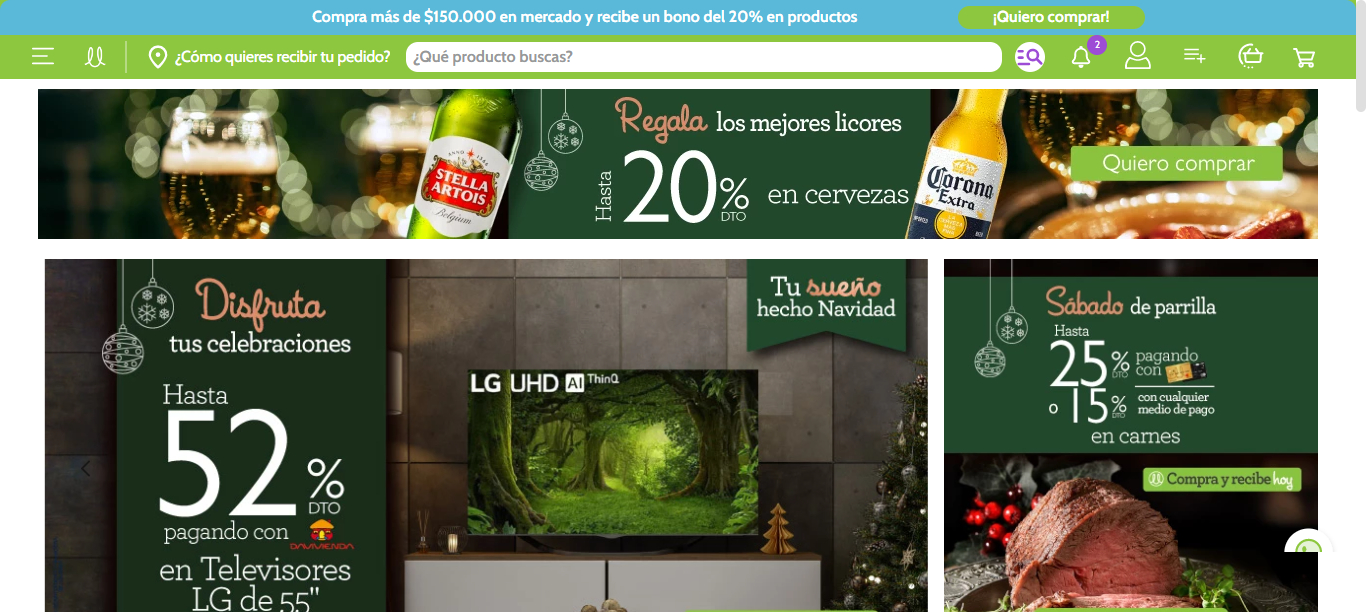 Compra más de $150.000 en mercado y recibe un bono del 20% en productos
¡Quiero comprar!
¿Cómo quieres recibir tu pedido?
¿Qué producto buscas?
2
ANNO 1366
STELLA
ARTOIS
Belgium
Regala los mejores licores
Hasta
20%
DTO
en cervezas
Corona
Extra
Quiero comprar
Disfruta
tus celebraciones
Hasta
52%
DTO
pagando con
DAVIVIENDA
en Televisores
LG de 55"
LG UHD AI ThinQ
Tu sueño
hecho Navidad
Sábado de parrilla
Hasta
25%
DTO
pagando
con
o 15%
DTO
con cualquier
medio de pago
en carnes
Compra y recibe hoy